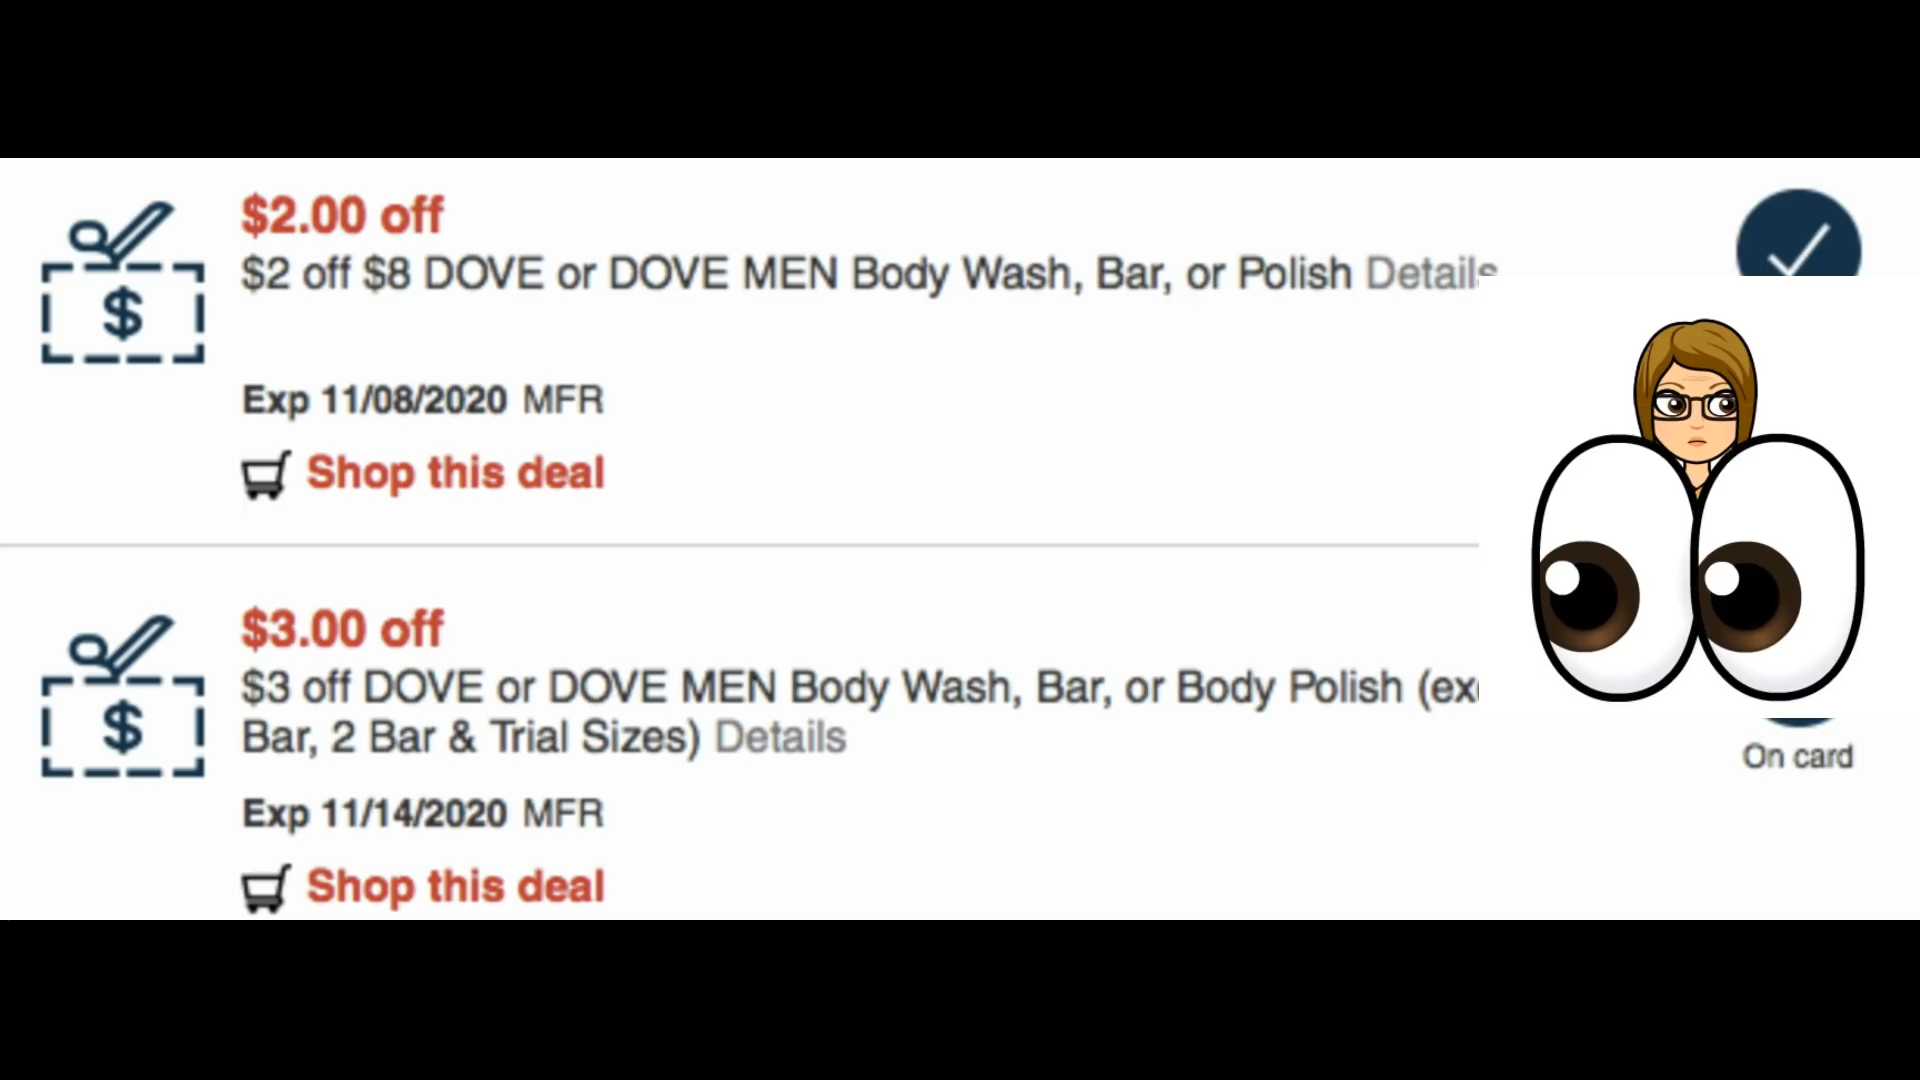 $2.00 off
$2 off $8 DOVE or DOVE MEN Body Wash, Bar, or Polish Details
Exp 11/08/2020 MFR
Shop this deal
$3.00 off
$3 off DOVE or DOVE MEN Body Wash, Bar, or Body Polish
Bar, 2 Bar & Trial Sizes) Details
On card
Exp 11/14/2020 MFR
Shop this deal